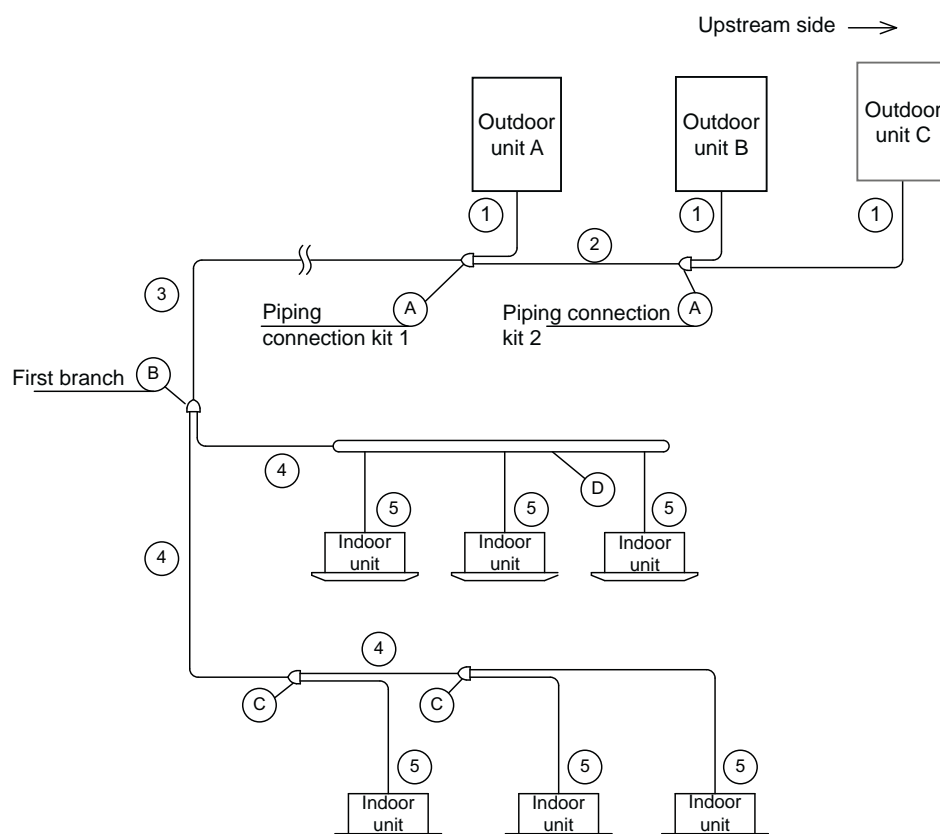 Upstream side
Outdoor
unit A
Outdoor
unit B
Outdoor
unit C
1
1
1
2
3
A
Piping
connection kit 1
A
Piping connection
kit 2
B
First branch
4
D
5
5
5
Indoor
unit
Indoor
unit
Indoor
unit
4
4
C
C
5
5
5
Indoor
unit
Indoor
unit
Indoor
unit